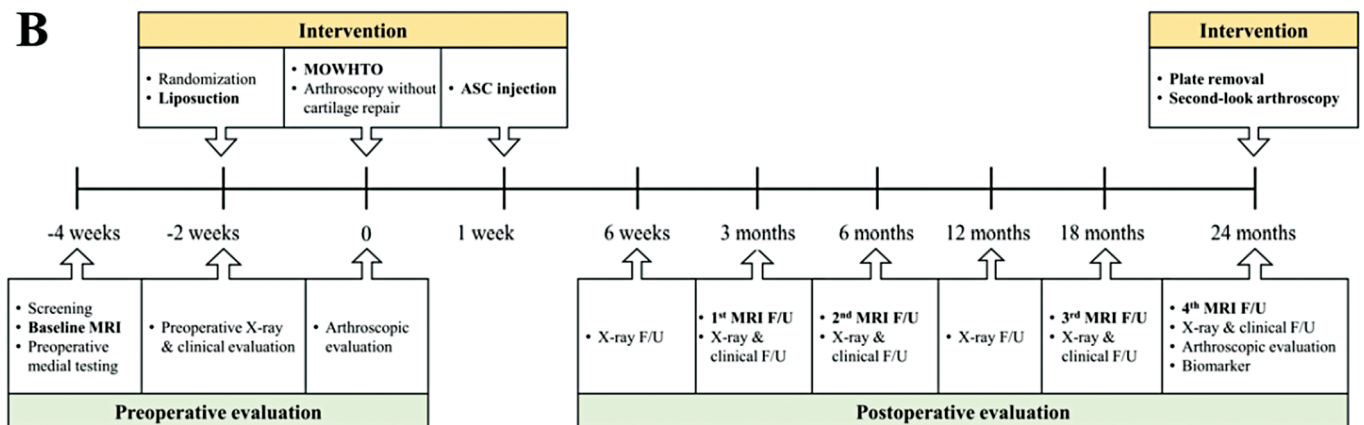 B
Intervention
• Randomization
• Liposuction
• MOWHTO
• Arthroscopy without
cartilage repair
• ASC injection
Intervention
• Plate removal
• Second-look arthroscopy
-4 weeks
-2 weeks
0
1 week
6 weeks
3 months
6 months
12 months
18 months
24 months
• Screening
• Baseline MRI
• Preoperative
medial testing
• Preoperative X-ray
& clinical evaluation
• Arthroscopic
evaluation
Preoperative evaluation
• X-ray F/U
• 1st MRI F/U
• X-ray &
clinical F/U
• 2nd MRI F/U
• X-ray &
clinical F/U
• X-ray F/U
• 3rd MRI F/U
• X-ray &
clinical F/U
• 4th MRI F/U
• X-ray & clinical F/U
• Arthroscopic evaluation
• Biomarker
Postoperative evaluation